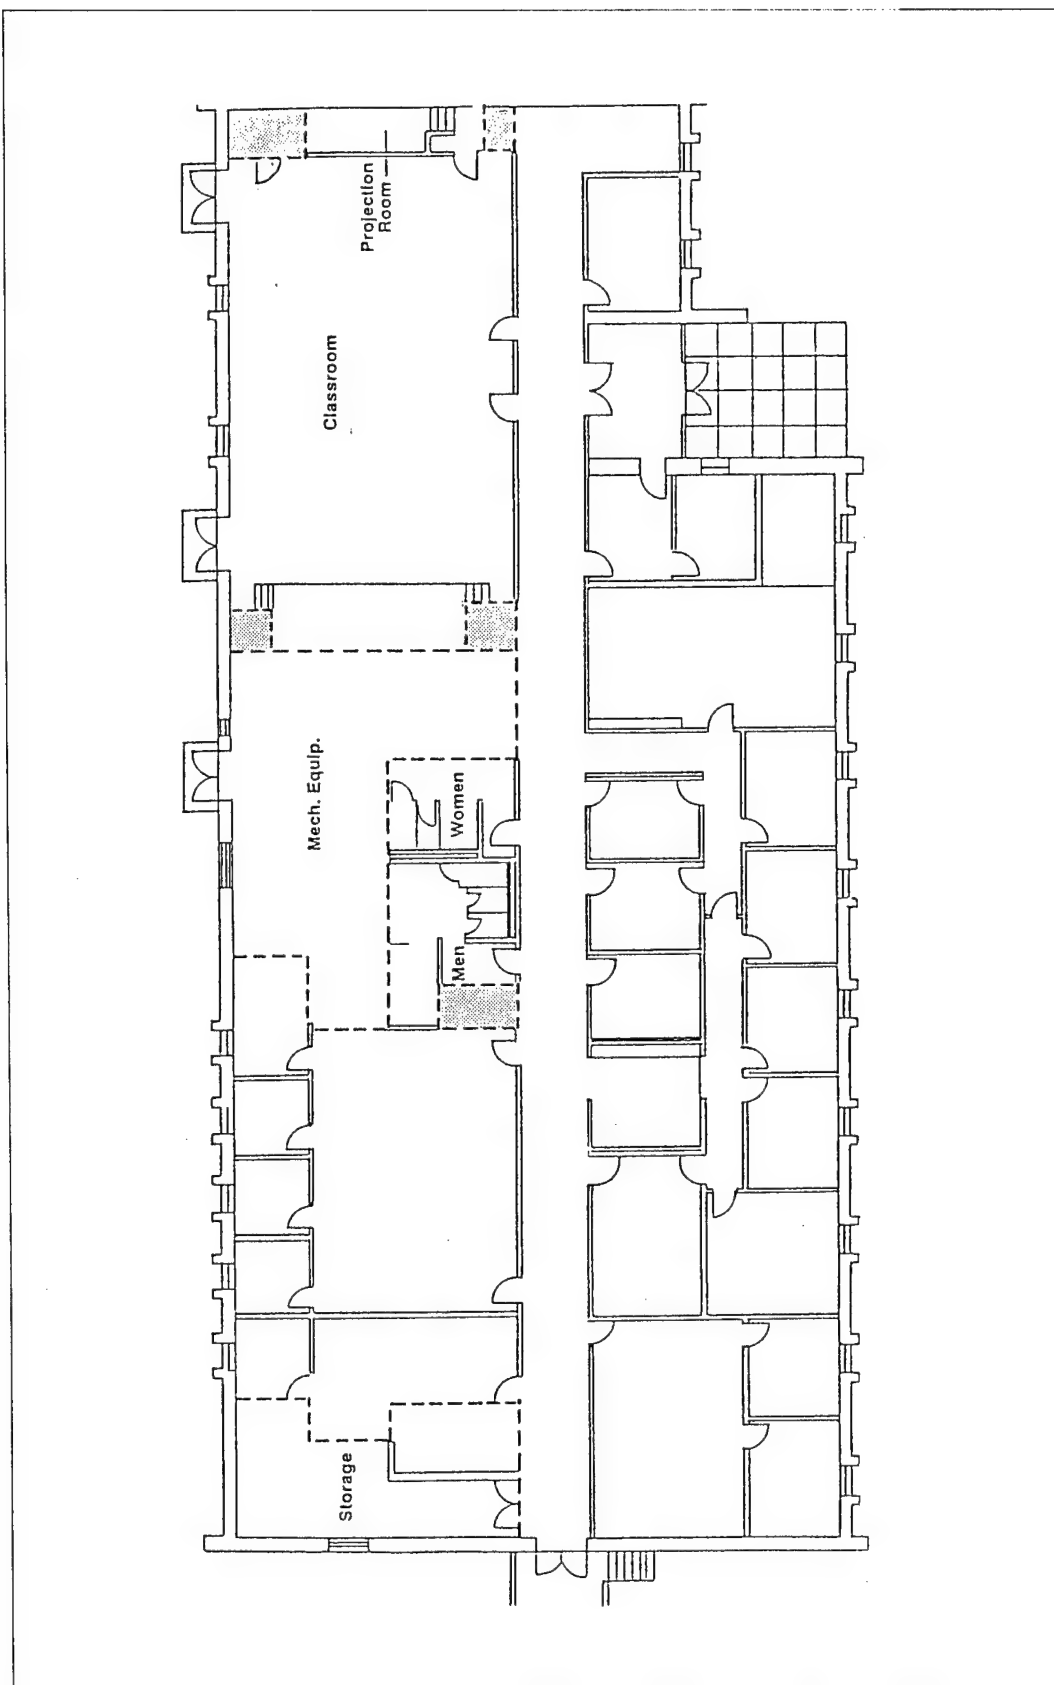 Projection
Room
Classroom
Mech. Equip.
Women
Men
Storage